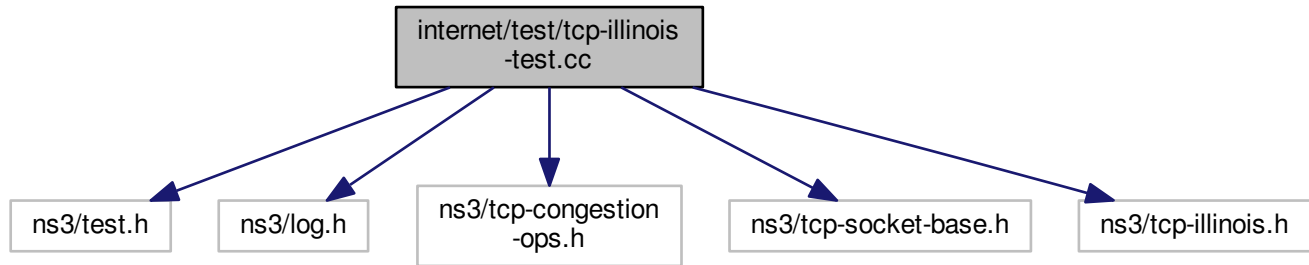 internet/test/tcp-illinois
-test.cc
ns3/test.h
ns3/log.h
ns3/tcp-congestion
-ops.h
ns3/tcp-socket-base.h
ns3/tcp-illinois.h